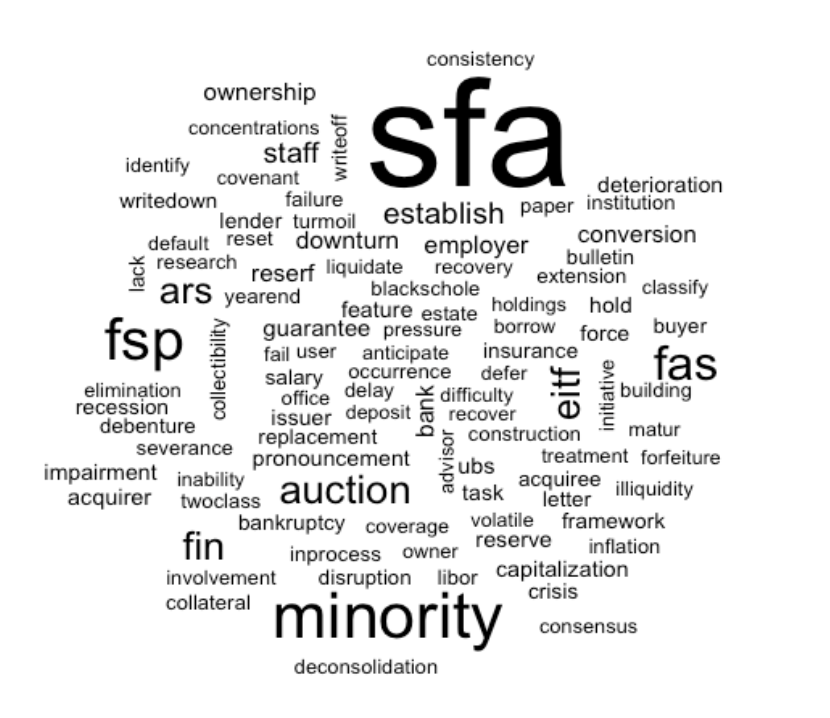 consistency
ownership
sfa
concentrations
writeoff
staff
identify
covenant
deterioration
writedown
failure
establish
paper
institution
lender
turmoil
default
reset
downturn
employer
conversion
bulletin
lack
research
reserf
liquidate
recovery
extension
classify
ars
yearend
blackschole
feature
estate
holdings
hold
fsp
collectibility
guarantee
pressure
borrow
force
buyer
fail
user
anticipate
insurance
fas
salary
occurrence
defer
eitf
initiative
building
elimination
office
delay
bank
difficulty
recession
issuer
deposit
recover
debenture
replacement
advisor
construction
matur
severance
pronouncement
ubs
treatment
forfeiture
impairment
inability
auction
task
acquiree
illiquidity
acquirer
twoclass
letter
bankruptcy
coverage
volatile
framework
fin
inprocess
owner
reserve
inflation
involvement
disruption
libor
capitalization
collateral
minority
crisis
consensus
deconsolidation